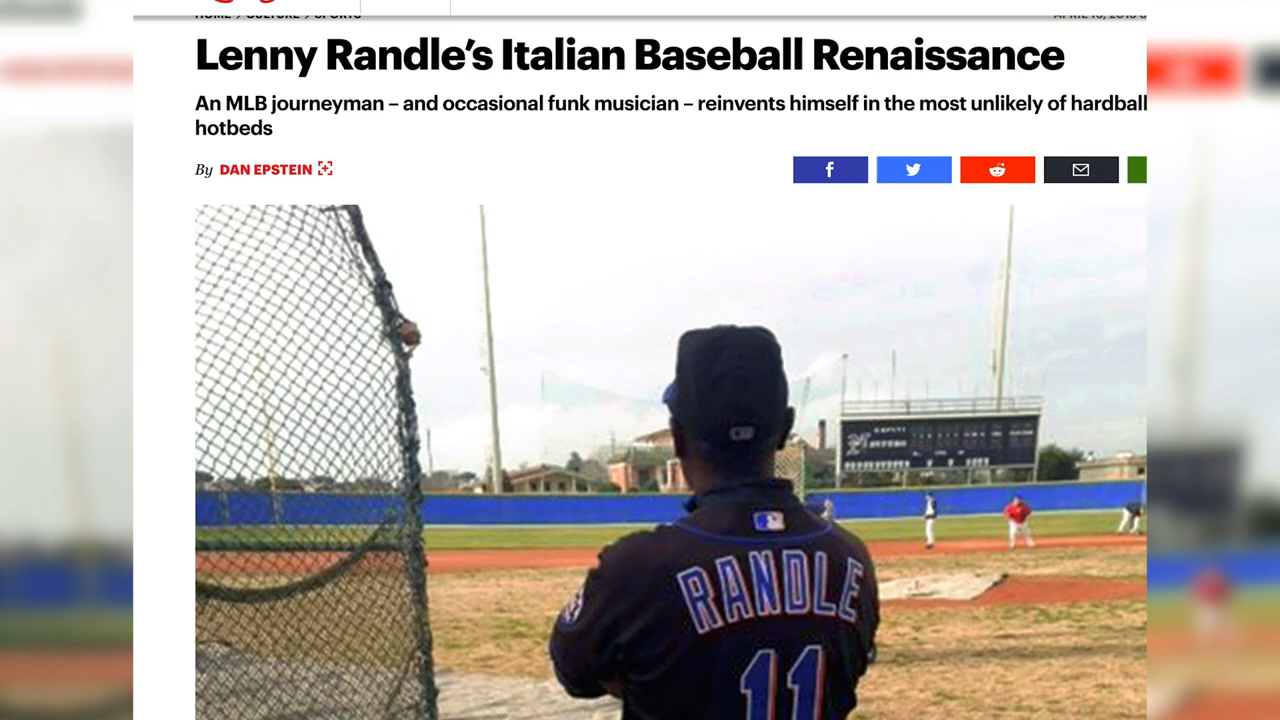 Lenny Randle's Italian Baseball Renaissance
An MLB journeyman – and occasional funk musician – reinvents himself in the most unlikely of hardball
hotbeds
By DAN EPSTEIN
RANDLE
11